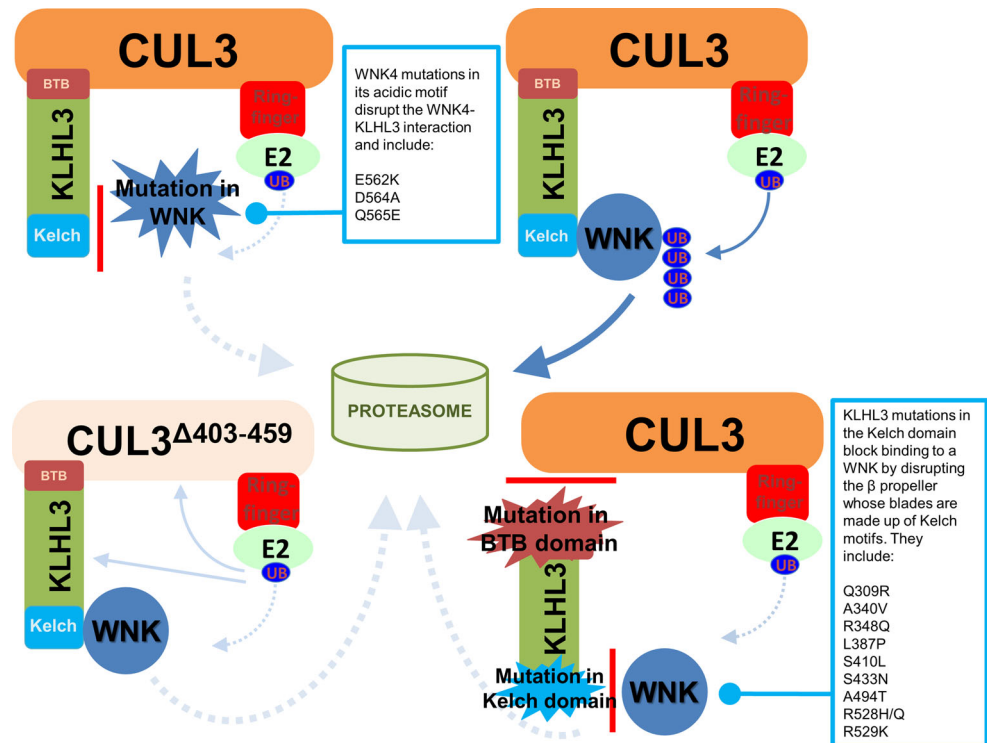 CUL3
BTB
KLHL3
Kelch
Ring-
finger
E2
UB
Mutation in
WNK
WNK4 mutations in
its acidic motif
disrupt the WNK4-
KLHL3 interaction
and include:
E562K
D564A
Q565E
CUL3
BTB
KLHL3
Kelch
WNK
Ring-
finger
E2
UB
UB
UB
UB
UB
PROTEASOME
CUL3Δ403-459
BTB
KLHL3
Kelch
WNK
Ring-
finger
E2
UB
CUL3
Mutation in
BTB domain
KLHL3
Mutation in
Kelch domain
WNK
Ring-
finger
E2
UB
KLHL3 mutations in
the Kelch domain
block binding to a
WNK by disrupting
the β propeller
whose blades are
made up of Kelch
motifs. They
include:
Q309R
A340V
R348Q
L387P
S410L
S433N
A494T
R528H/Q
R529K